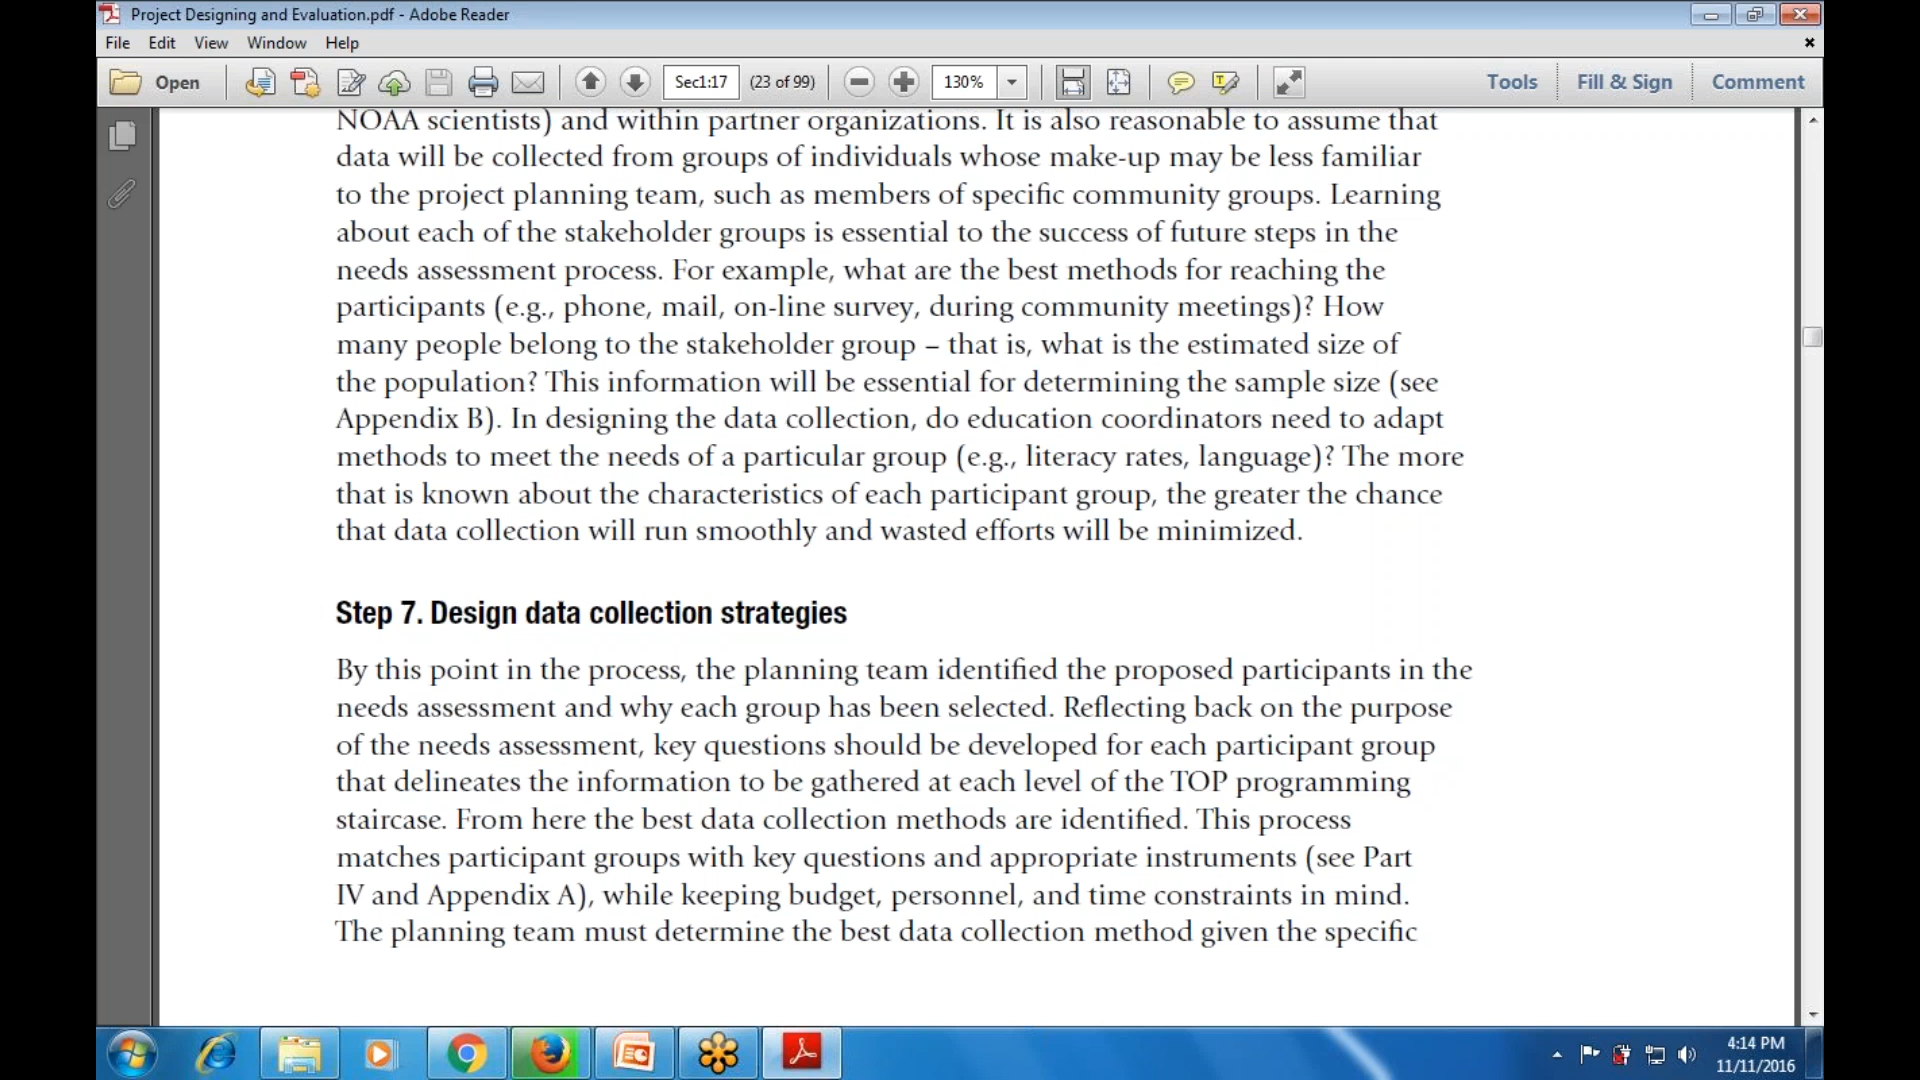 Project Designing and Evaluation.pdf - Adobe Reader
File Edit View Window Help
Open Sec1:17 (23 of 99) 130% Tools Fill & Sign Comment
NOAA scientists) and within partner organizations. It is also reasonable to assume that
data will be collected from groups of individuals whose make-up may be less familiar
to the project planning team, such as members of specific community groups. Learning
about each of the stakeholder groups is essential to the success of future steps in the
needs assessment process. For example, what are the best methods for reaching the
participants (e.g., phone, mail, on-line survey, during community meetings)? How
many people belong to the stakeholder group – that is, what is the estimated size of
the population? This information will be essential for determining the sample size (see
Appendix B). In designing the data collection, do education coordinators need to adapt
methods to meet the needs of a particular group (e.g., literacy rates, language)? The more
that is known about the characteristics of each participant group, the greater the chance
that data collection will run smoothly and wasted efforts will be minimized.
Step 7. Design data collection strategies
By this point in the process, the planning team identified the proposed participants in the
needs assessment and why each group has been selected. Reflecting back on the purpose
of the needs assessment, key questions should be developed for each participant group
that delineates the information to be gathered at each level of the TOP programming
staircase. From here the best data collection methods are identified. This process
matches participant groups with key questions and appropriate instruments (see Part
IV and Appendix A), while keeping budget, personnel, and time constraints in mind.
The planning team must determine the best data collection method given the specific
4:14 PM
11/11/2016